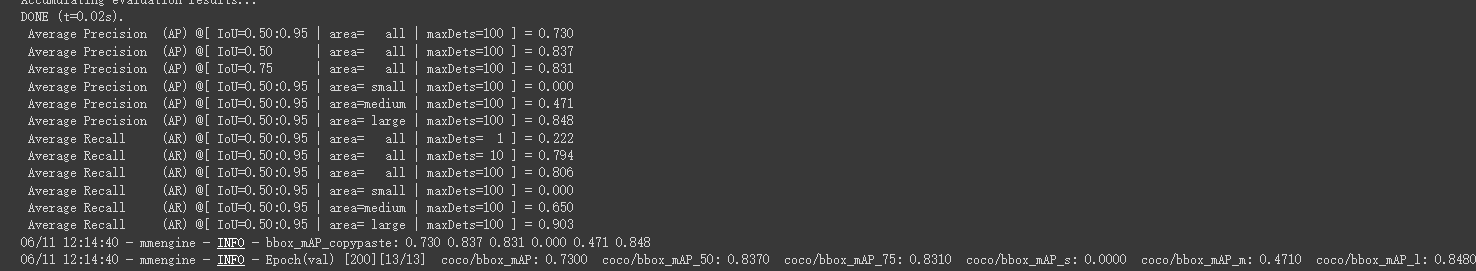 Accumulating evaluation results...
DONE (t=0.02s).
Average Precision  (AP) @[ IoU=0.50:0.95 | area=   all | maxDets=100 ] = 0.730
Average Precision  (AP) @[ IoU=0.50      | area=   all | maxDets=100 ] = 0.837
Average Precision  (AP) @[ IoU=0.75      | area=   all | maxDets=100 ] = 0.831
Average Precision  (AP) @[ IoU=0.50:0.95 | area= small | maxDets=100 ] = 0.000
Average Precision  (AP) @[ IoU=0.50:0.95 | area=medium | maxDets=100 ] = 0.471
Average Precision  (AP) @[ IoU=0.50:0.95 | area= large | maxDets=100 ] = 0.848
Average Recall     (AR) @[ IoU=0.50:0.95 | area=   all | maxDets=  1 ] = 0.222
Average Recall     (AR) @[ IoU=0.50:0.95 | area=   all | maxDets= 10 ] = 0.794
Average Recall     (AR) @[ IoU=0.50:0.95 | area=   all | maxDets=100 ] = 0.806
Average Recall     (AR) @[ IoU=0.50:0.95 | area= small | maxDets=100 ] = 0.000
Average Recall     (AR) @[ IoU=0.50:0.95 | area=medium | maxDets=100 ] = 0.650
Average Recall     (AR) @[ IoU=0.50:0.95 | area= large | maxDets=100 ] = 0.903
06/11 12:14:40 - mmengine - INFO - bbox_mAP_copypaste: 0.730 0.837 0.831 0.000 0.471 0.848
06/11 12:14:40 - mmengine - INFO - Epoch(val) [200][13/13]  coco/bbox_mAP: 0.7300  coco/bbox_mAP_50: 0.8370  coco/bbox_mAP_75: 0.8310  coco/bbox_mAP_s: 0.0000  coco/bbox_mAP_m: 0.4710  coco/bbox_mAP_l: 0.8480